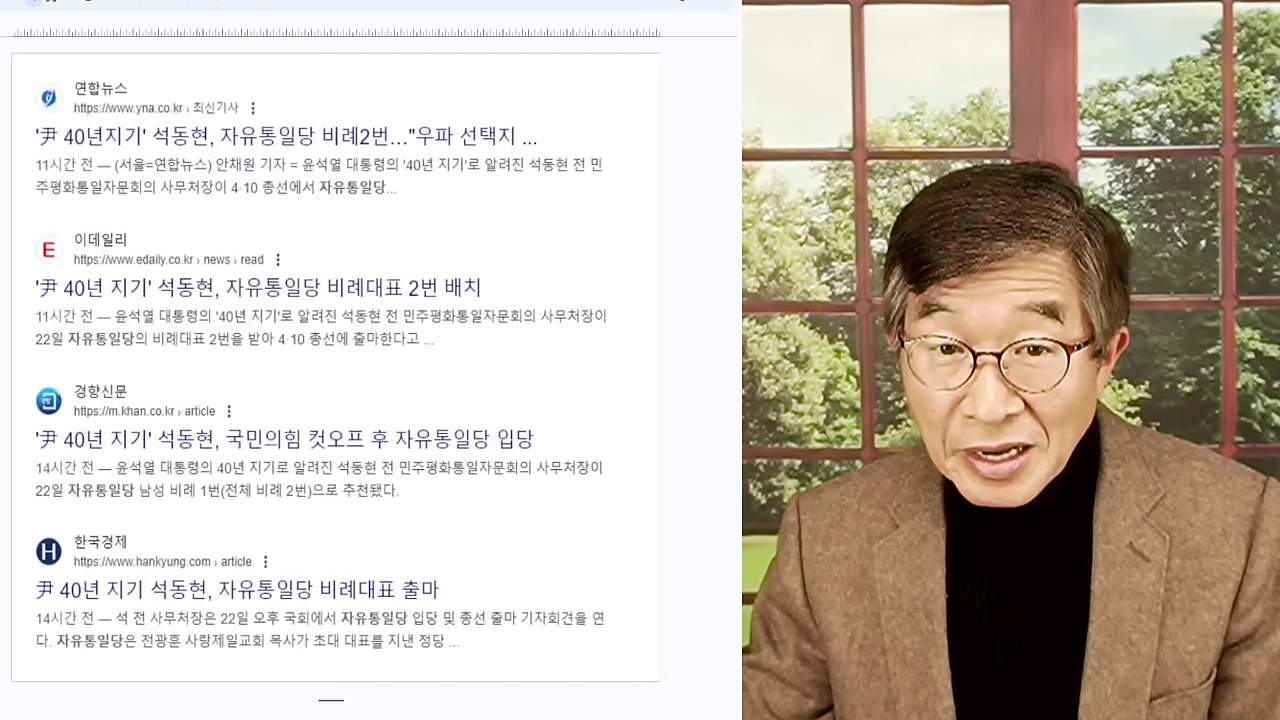 연합뉴스
https://www.yna.co.kr › 최신기사
'尹 40년지기' 석동현, 자유통일당 비례2번…"우파 선택지 ...
11시간 전 — (서울=연합뉴스) 안채원 기자 = 윤석열 대통령의 '40년 지기'로 알려진 석동현 전 민
주평화통일자문회의 사무처장이 4·10 총선에서 자유통일당...
이데일리
https://www.edaily.co.kr › news › read
'尹 40년 지기' 석동현, 자유통일당 비례대표 2번 배치
11시간 전 — 윤석열 대통령의 '40년 지기'로 알려진 석동현 전 민주평화통일자문회의 사무처장이
22일 자유통일당의 비례대표 2번을 받아 4·10 총선에 출마한다고 ...
경향신문
https://m.khan.co.kr › article
'尹 40년 지기' 석동현, 국민의힘 컷오프 후 자유통일당 입당
14시간 전 — 윤석열 대통령의 40년 지기로 알려진 석동현 전 민주평화통일자문회의 사무처장이
22일 자유통일당 남성 비례 1번(전체 비례 2번)으로 추천됐다.
한국경제
https://www.hankyung.com › article
尹 40년 지기 석동현, 자유통일당 비례대표 출마
14시간 전 — 석 전 사무처장은 22일 오후 국회에서 자유통일당 입당 및 총선 출마 기자회견을 연
다. 자유통일당은 전광훈 사랑제일교회 목사가 초대 대표를 지낸 정당 ...